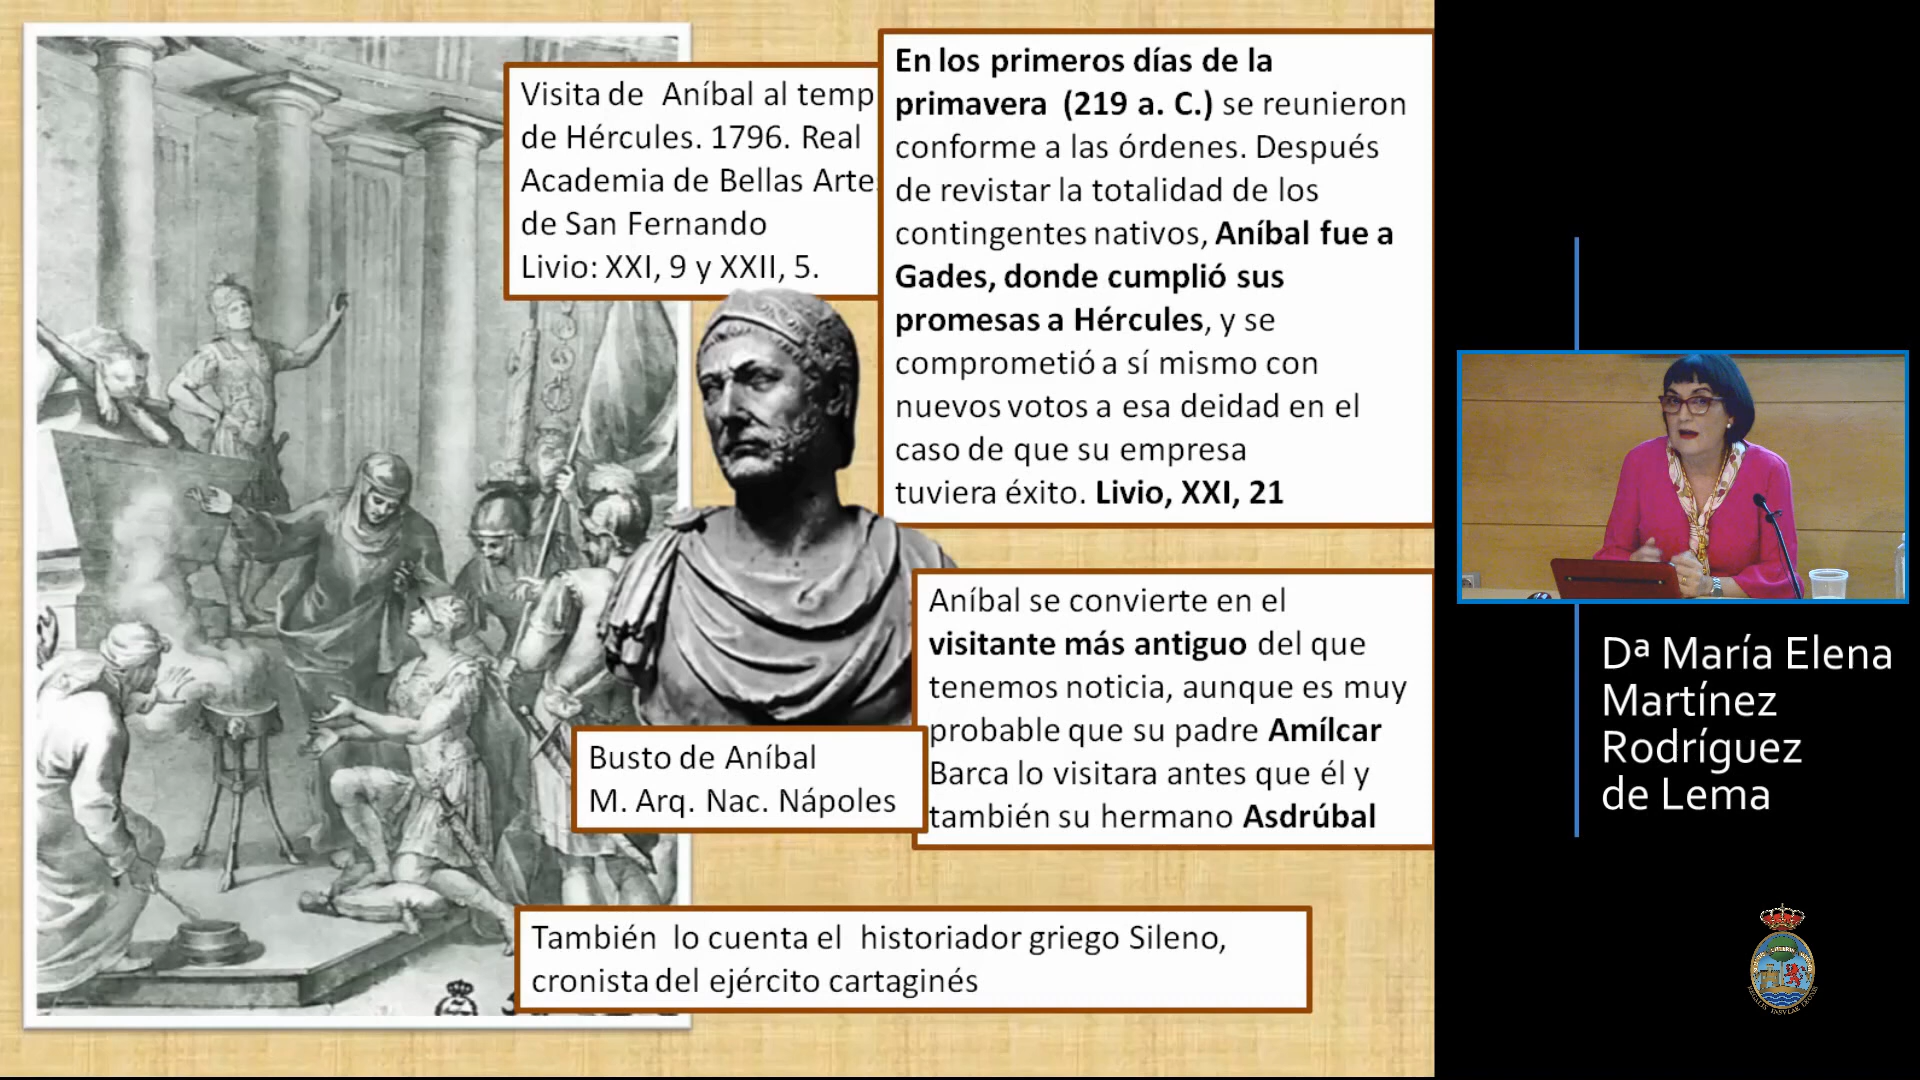 Visita de Aníbal al temp
de Hércules. 1796. Real
Academia de Bellas Arte
de San Fernando
Livio: XXI, 9 y XXII, 5.
En los primeros días de la
primavera (219 a. C.) se reunieron
conforme a las órdenes. Después
de revistar la totalidad de los
contingentes nativos, Aníbal fue a
Gades, donde cumplió sus
promesas a Hércules, y se
comprometió a sí mismo con
nuevos votos a esa deidad en el
caso de que su empresa
tuviera éxito. Livio, XXI, 21
Aníbal se convierte en el
visitante más antiguo del que
tenemos noticia, aunque es muy
probable que su padre Amílcar
Barca lo visitara antes que él y
también su hermano Asdrúbal
Busto de Aníbal
M. Arq. Nac. Nápoles
También lo cuenta el historiador griego Sileno,
cronista del ejército cartaginés
Dª María Elena
Martínez
Rodríguez
de Lema